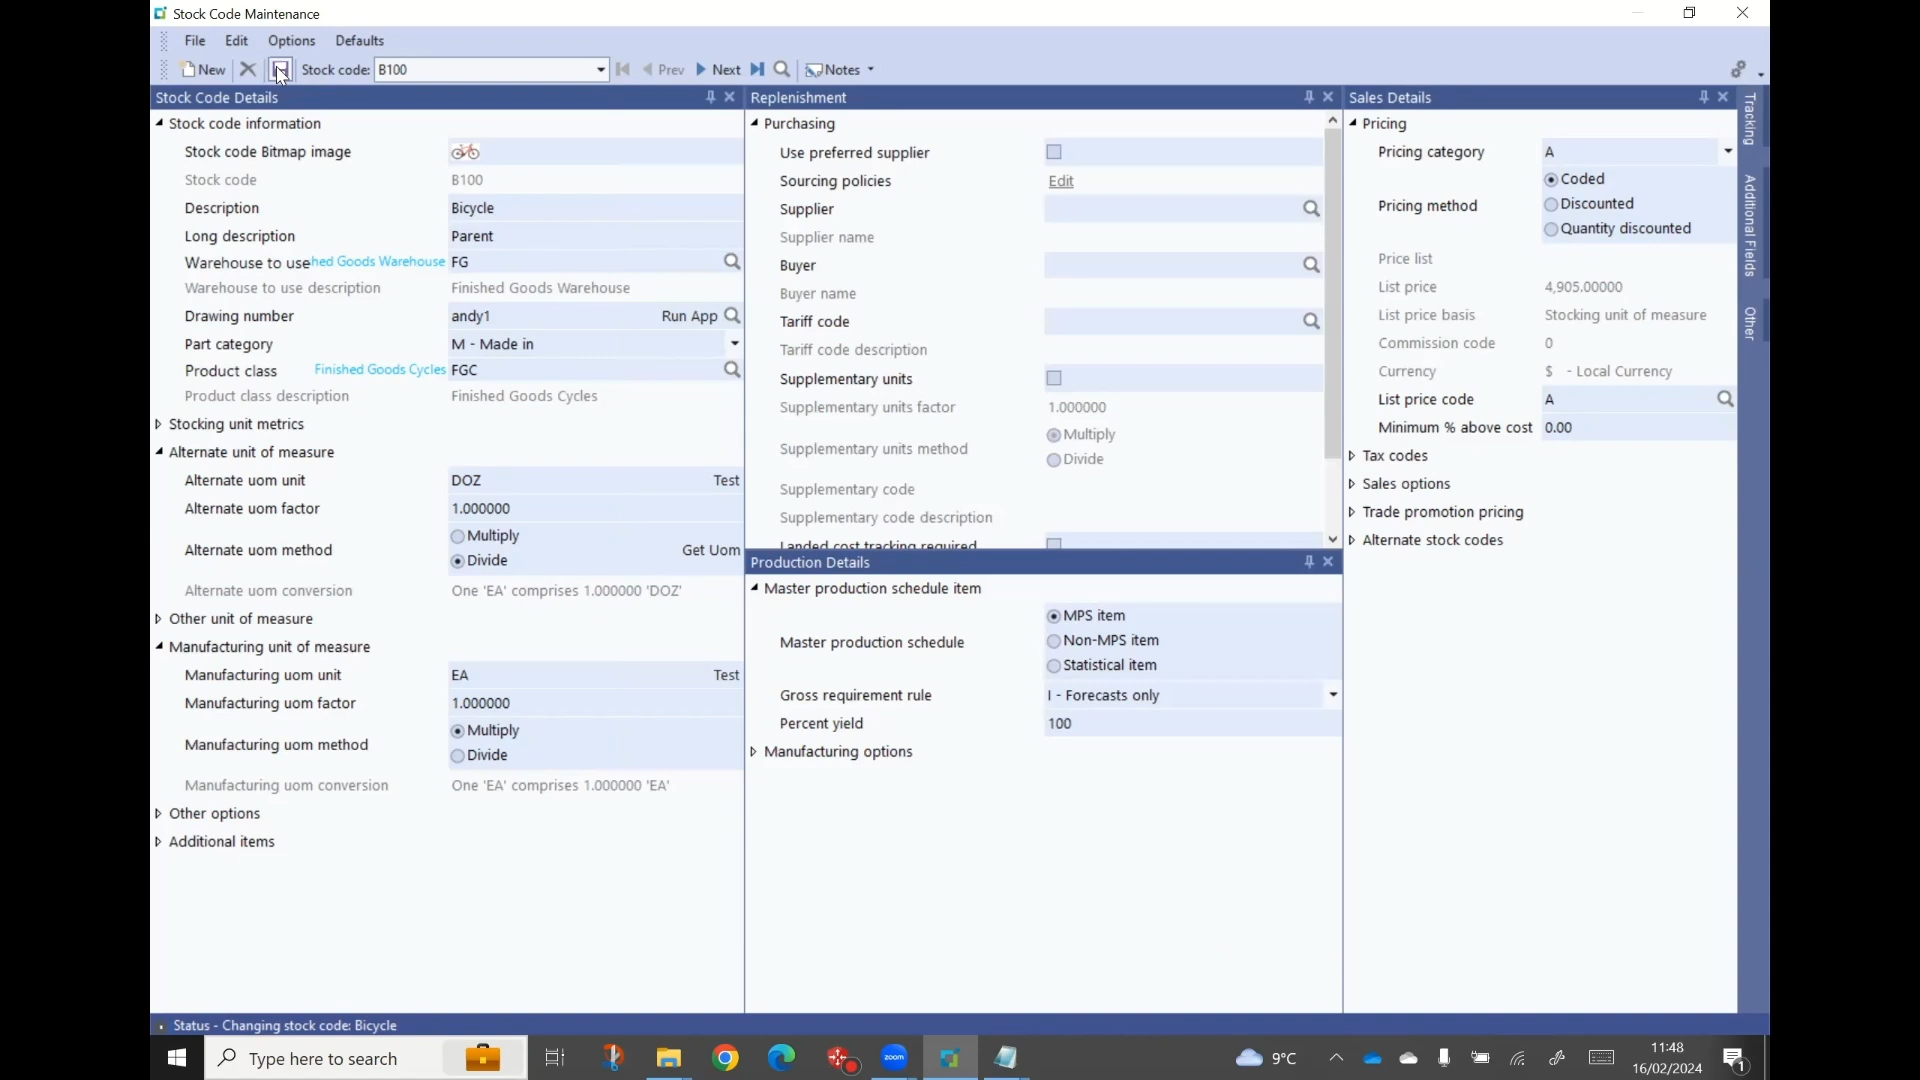 Stock Code Maintenance
File Edit Options Defaults
New Stock code: B100 Prev Next Notes
Stock Code Details
Stock code information
Stock code Bitmap image
Stock code B100
Description Bicycle
Long description Parent
Warehouse to use hed Goods Warehouse FG
Warehouse to use description Finished Goods Warehouse
Drawing number andy1 Run App
Part category M - Made in
Product class Finished Goods Cycles FGC
Product class description Finished Goods Cycles
Stocking unit metrics
Alternate unit of measure
Alternate uom unit DOZ Test
Alternate uom factor 1.000000
Multiply
Alternate uom method Get Uom
Divide
Alternate uom conversion One 'EA' comprises 1.000000 'DOZ'
Other unit of measure
Manufacturing unit of measure
Manufacturing uom unit EA Test
Manufacturing uom factor 1.000000
Multiply
Manufacturing uom method
Divide
Manufacturing uom conversion One 'EA' comprises 1.000000 'EA'
Other options
Additional items
Replenishment
Purchasing
Use preferred supplier
Sourcing policies Edit
Supplier
Supplier name
Buyer
Buyer name
Tariff code
Tariff code description
Supplementary units
Supplementary units factor 1.000000
Multiply
Supplementary units method
Divide
Supplementary code
Supplementary code description
Landed cost tracking required
Production Details
Master production schedule item
MPS item
Master production schedule Non-MPS item
Statistical item
Gross requirement rule I - Forecasts only
Percent yield 100
Manufacturing options
Sales Details
Pricing
Pricing category A
Coded
Pricing method Discounted
Quantity discounted
Price list
List price 4,905.00000
List price basis Stocking unit of measure
Commission code 0
Currency $ - Local Currency
List price code A
Minimum % above cost 0.00
Tax codes
Sales options
Trade promotion pricing
Alternate stock codes
Tracking
Additional Fields
Other
Status - Changing stock code: Bicycle
Type here to search
zoom
9°C
11:48
16/02/2024
1